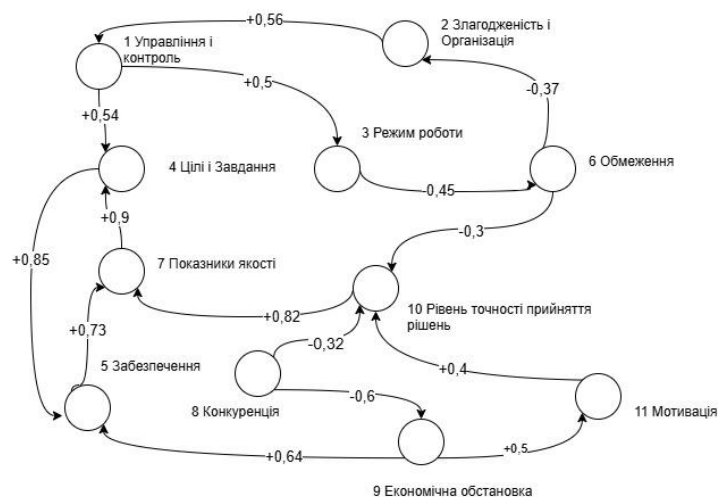 +0,56
2 Злагодженість і
Організація
1 Управління і
контроль
+0,5
-0,37
+0,54
3 Режим роботи
4 Цілі і Завдання
6 Обмеження
-0,45
+0,9
-0,3
+0,85
7 Показники якості
10 Рівень точності прийняття
рішень
+0,82
+0,73
-0,32
5 Забезпечення
+0,4
8 Конкуренція
-0,6
11 Мотивація
+0,64
+0,5
9 Економічна обстановка